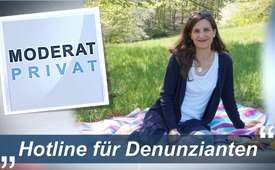 MODERAT
PRIVAT
„Hotline für Denunzianten“